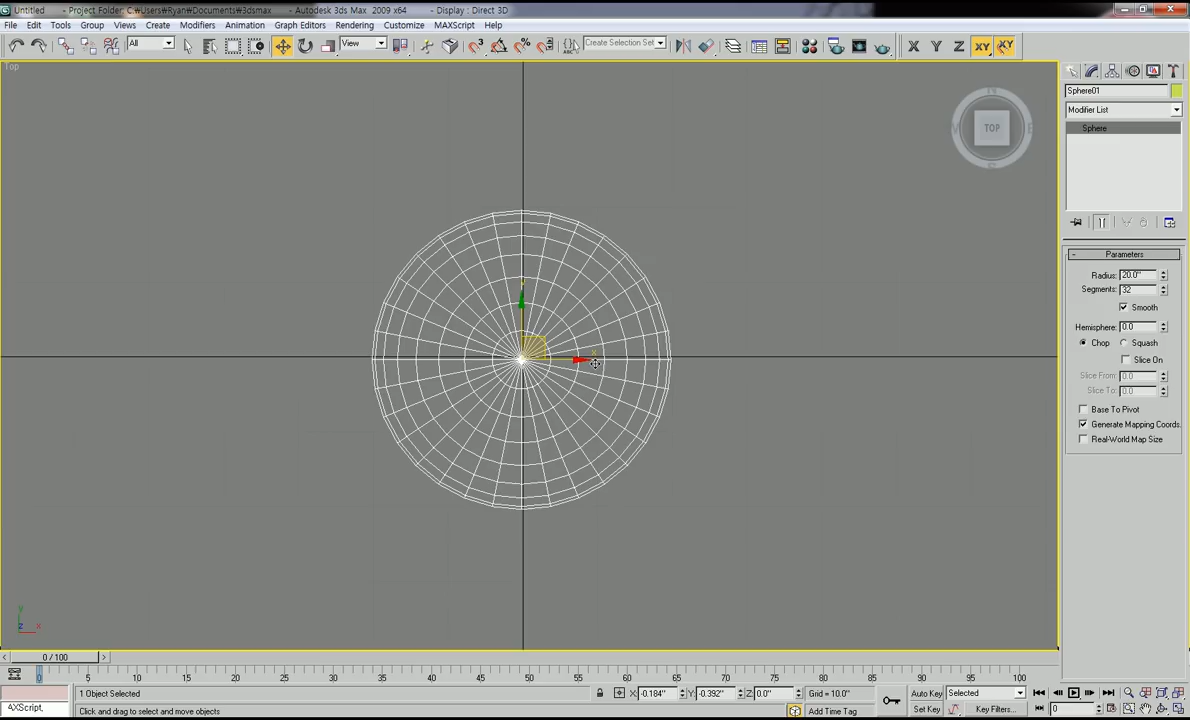 Untitled - Project Folder: C:₩Users₩Ryan₩Documents₩3dsmax - Autodesk 3ds Max 2009 x64 - Display : Direct 3D
File Edit Tools Group Views Create Modifiers Animation Graph Editors Rendering Customize MAXScript Help
All View Create Selection Set X Y Z XY XY
Top
Sphere01
Modifier List
TOP
Sphere
Parameters
Radius: 20.0"
Segments: 32
Smooth
Hemisphere: 0.0
Chop Squash
Slice On
Slice From: 0.0
Slice To: 0.0
Base To Pivot
Generate Mapping Coords.
Real-World Map Size
x
y
z x
0 / 100
0 5 10 15 20 25 30 35 40 45 50 55 60 65 70 75 80 85 90 95 100
1 Object Selected X: -0.184" Y: -0.392" Z: 0.0" Grid = 10.0" Auto Key Selected
AXScript. Click and drag to select and move objects Add Time Tag Set Key Key Filters... 0